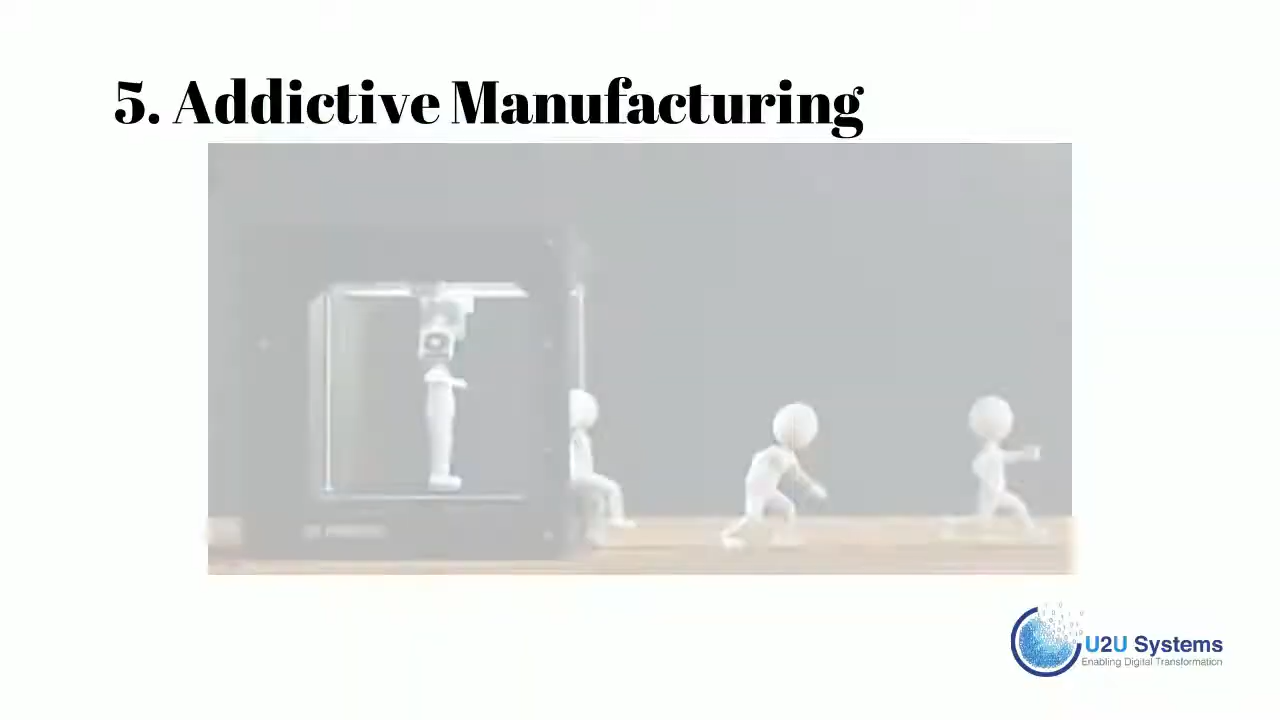 5. Addictive Manufacturing
U2U Systems
Enabling Digital Transformation